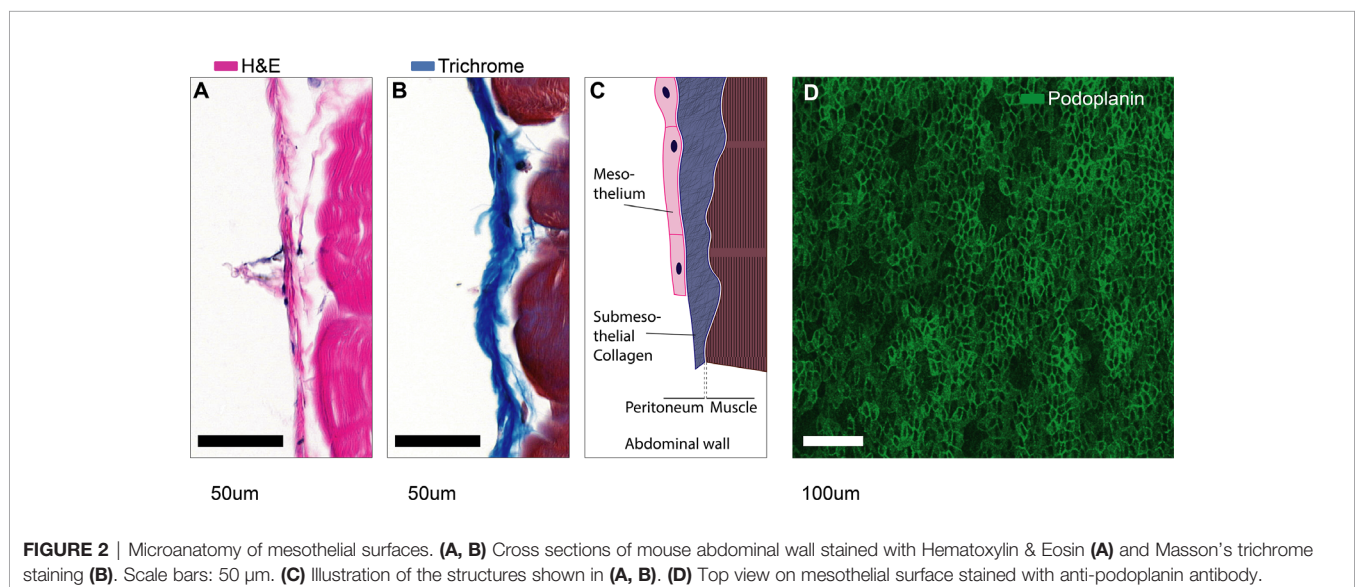 H&E
Trichrome
A
B
C
D
Podoplanin
Meso-
thelium
Submeso-
thelial
Collagen
Peritoneum Muscle
Abdominal wall
50um
50um
100um
FIGURE 2 | Microanatomy of mesothelial surfaces. (A, B) Cross sections of mouse abdominal wall stained with Hematoxylin & Eosin (A) and Masson's trichrome
staining (B). Scale bars: 50 µm. (C) Illustration of the structures shown in (A, B). (D) Top view on mesothelial surface stained with anti-podoplanin antibody.